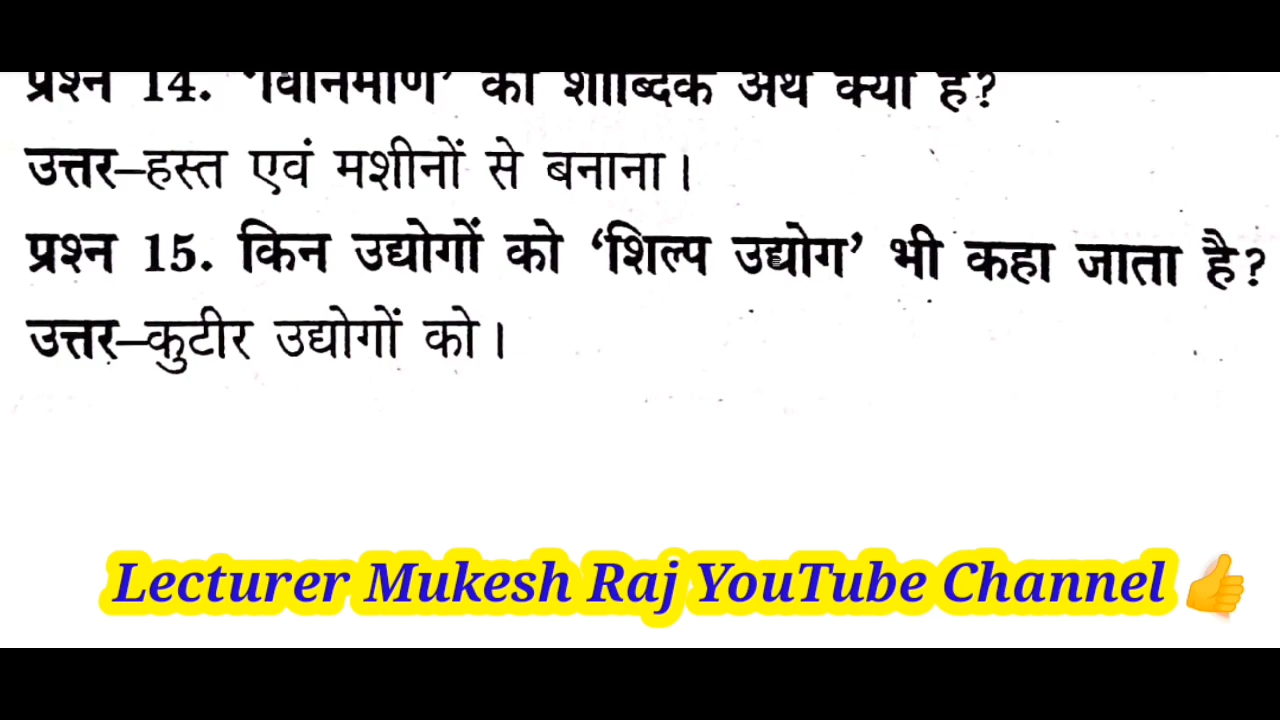 प्रश्न 14. 'विनिर्माण' का शाब्दिक अर्थ क्या है?
उत्तर–हस्त एवं मशीनों से बनाना।
प्रश्न 15. किन उद्योगों को 'शिल्प उद्योग' भी कहा जाता है?
उत्तर–कुटीर उद्योगों को।
Lecturer Mukesh Raj YouTube Channel 👍